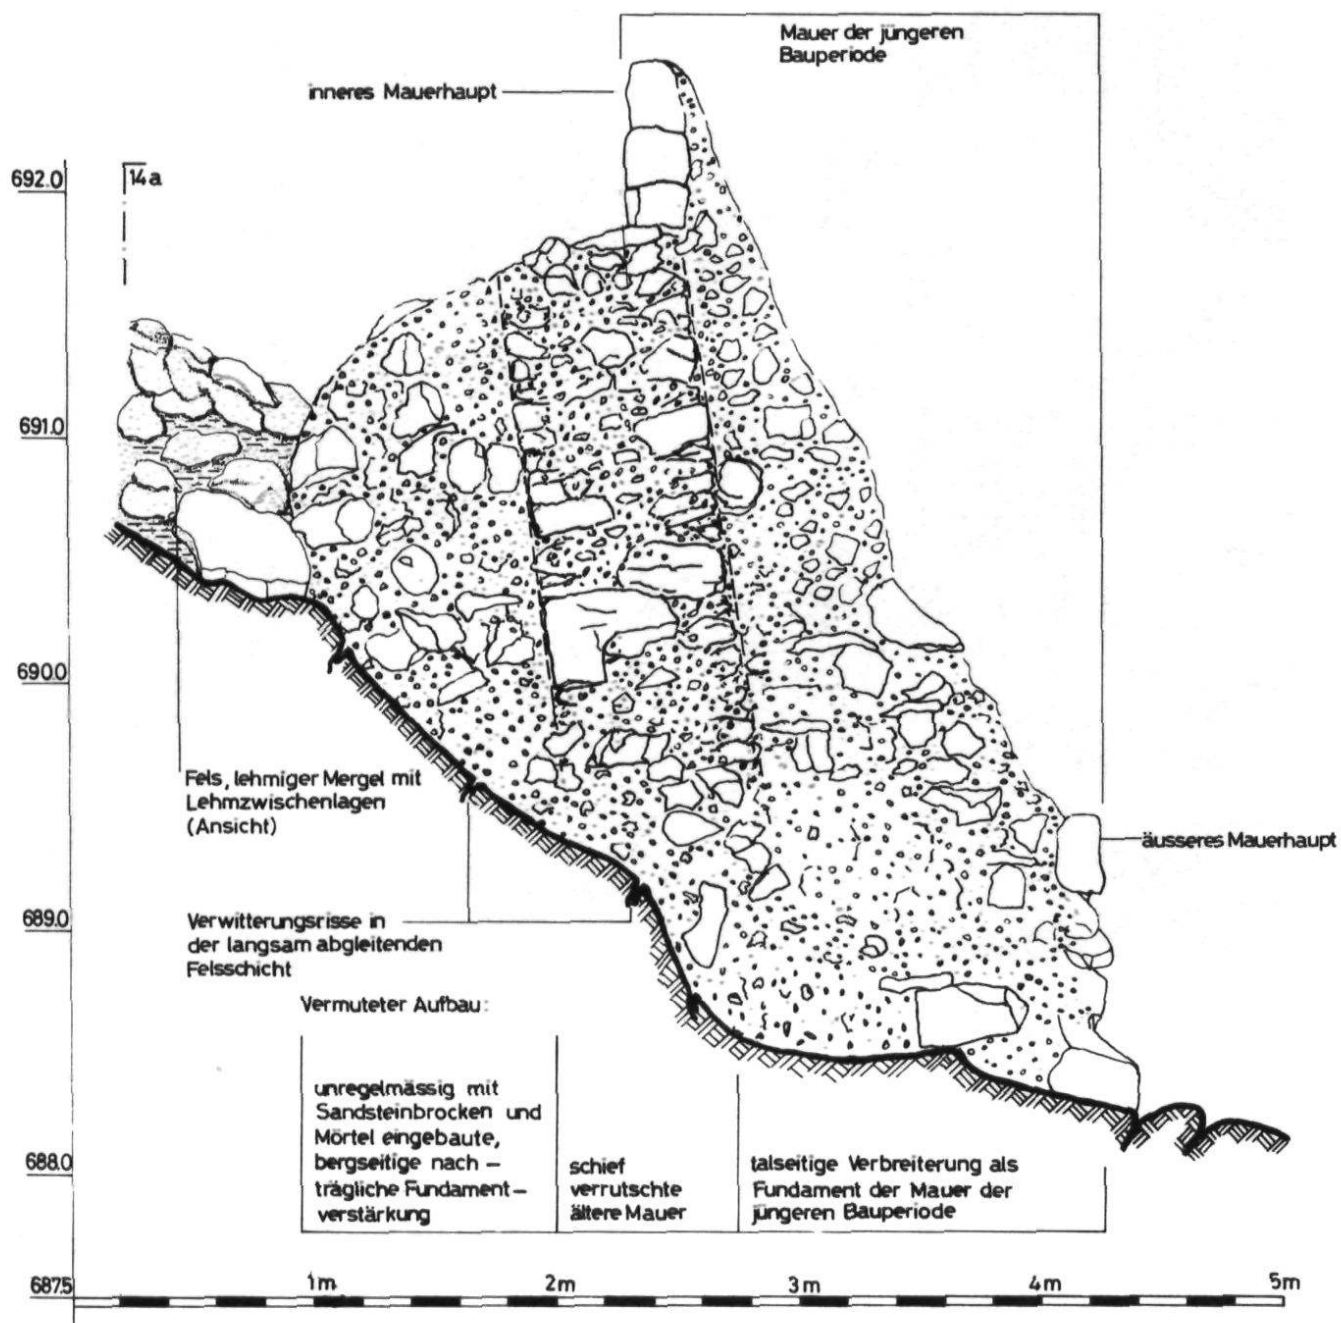 Mauer der jüngeren
Bauperiode
inneres Mauerhaupt
692.0
14a
691.0
690.0
Fels, lehmiger Mergel mit
Lehmzwischenlagen
(Ansicht)
äusseres Mauerhaupt
689.0
Verwitterungsrisse in
der langsam abgleitenden
Felsschicht
Vermuteter Aufbau:
unregelmässig mit
Sandsteinbrocken und
Mörtel eingebaute,
bergseitige nach-
trägliche Fundament-
verstärkung
schief
verrutschte
ältere Mauer
talseitige Verbreiterung als
Fundament der Mauer der
jüngeren Bauperiode
688.0
687.5
1m 2m 3m 4m 5m